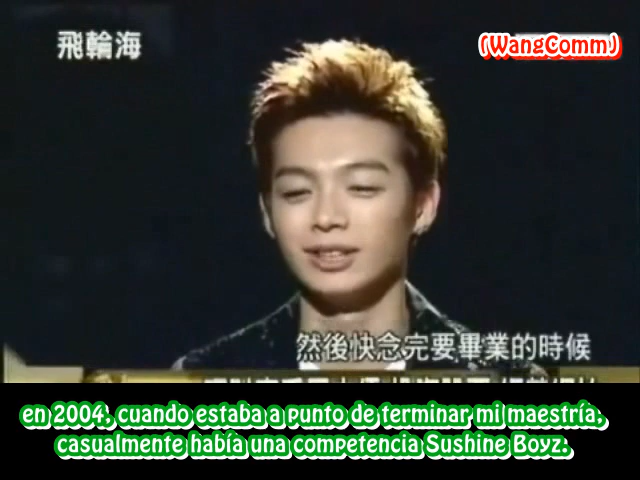 飛輪海
(WangComm)
然後快念完要畢業的時候
en 2004, cuando estaba a punto de terminar mi maestría,
casualmente había una competencia Sushine Boyz.